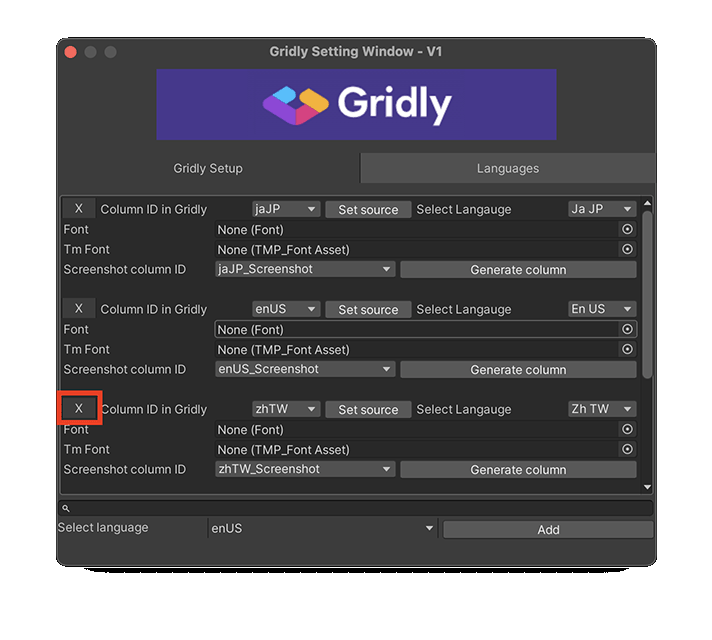 Gridly Setting Window - V1
Gridly
Gridly Setup Languages
X Column ID in Gridly jaJP Set source Select Langauge Ja JP
Font None (Font)
Tm Font None (TMP_Font Asset)
Screenshot column ID jaJP_Screenshot Generate column
X Column ID in Gridly enUS Set source Select Langauge En US
Font None (Font)
Tm Font None (TMP_Font Asset)
Screenshot column ID enUS_Screenshot Generate column
X Column ID in Gridly zhTW Set source Select Langauge Zh TW
Font None (Font)
Tm Font None (TMP_Font Asset)
Screenshot column ID zhTW_Screenshot Generate column
Select language enUS Add